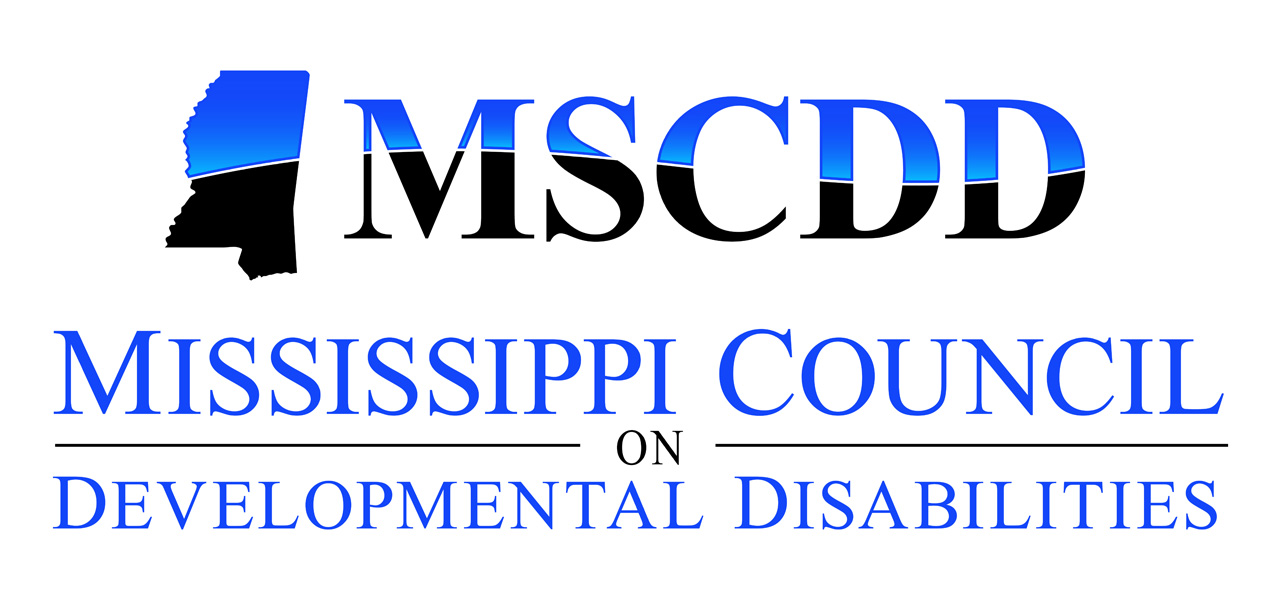 MSCDD
MISSISSIPPI COUNCIL
ON
DEVELOPMENTAL DISABILITIES